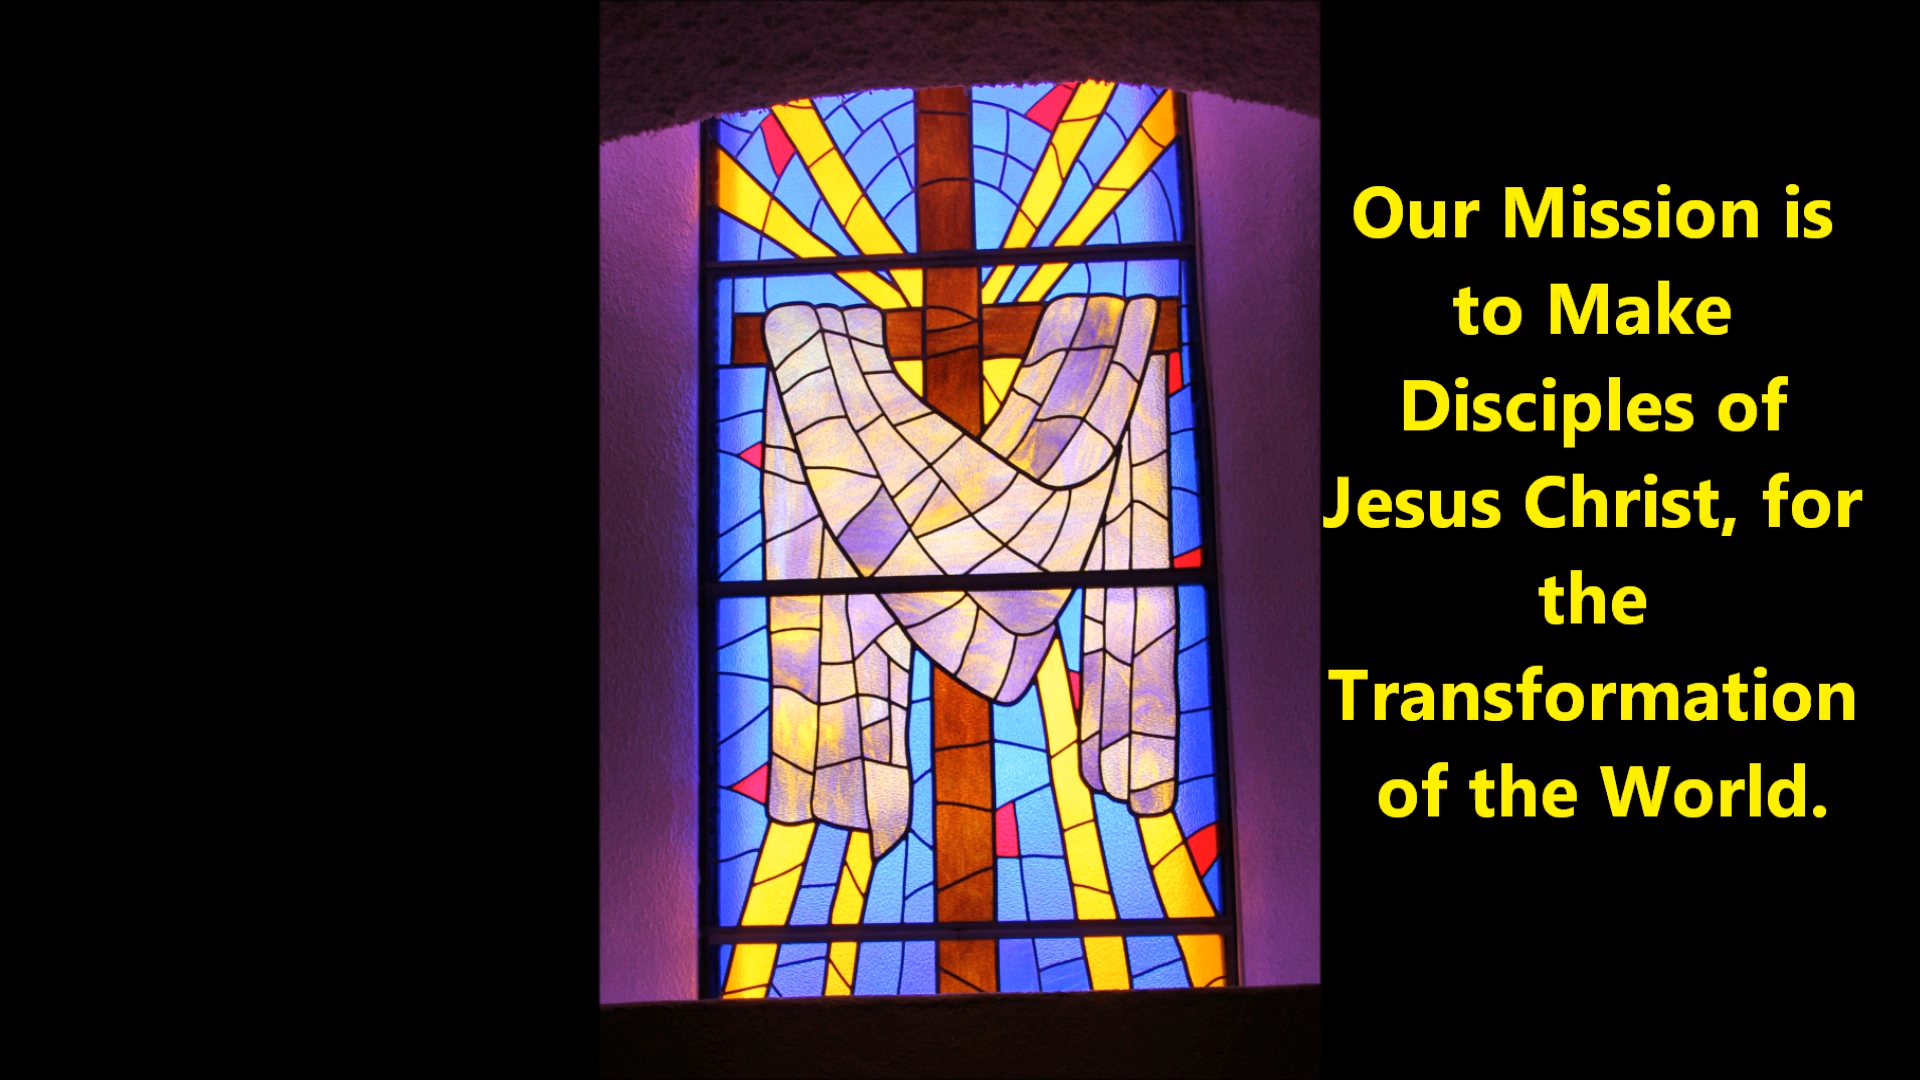 Our Mission is
to Make
Disciples of
Jesus Christ, for
the
Transformation
of the World.